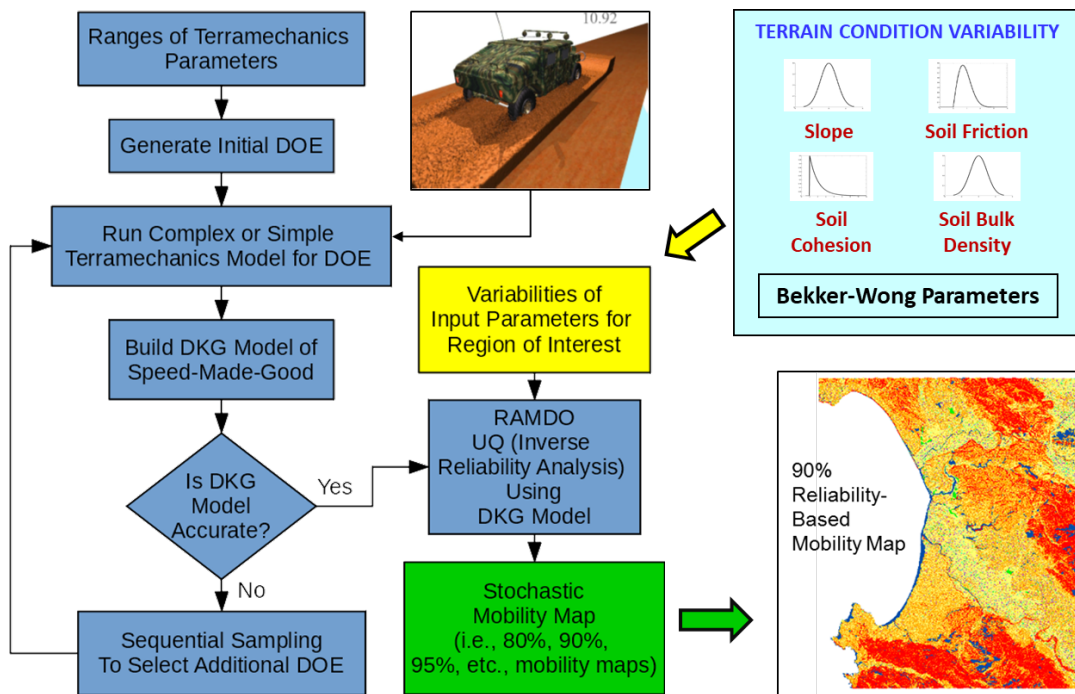 Ranges of Terramechanics
Parameters
Generate Initial DOE
Run Complex or Simple
Terramechanics Model for DOE
Build DKG Model of
Speed-Made-Good
Is DKG
Model
Accurate?
Yes
No
Sequential Sampling
To Select Additional DOE
10.92
Variabilities of
Input Parameters for
Region of Interest
RAMDO
UQ (Inverse
Reliability Analysis)
Using
DKG Model
Stochastic
Mobility Map
(i.e., 80%, 90%,
95%, etc., mobility maps)
TERRAIN CONDITION VARIABILITY
Slope
Soil Friction
Soil
Cohesion
Soil Bulk
Density
Bekker-Wong Parameters
90%
Reliability-
Based
Mobility Map